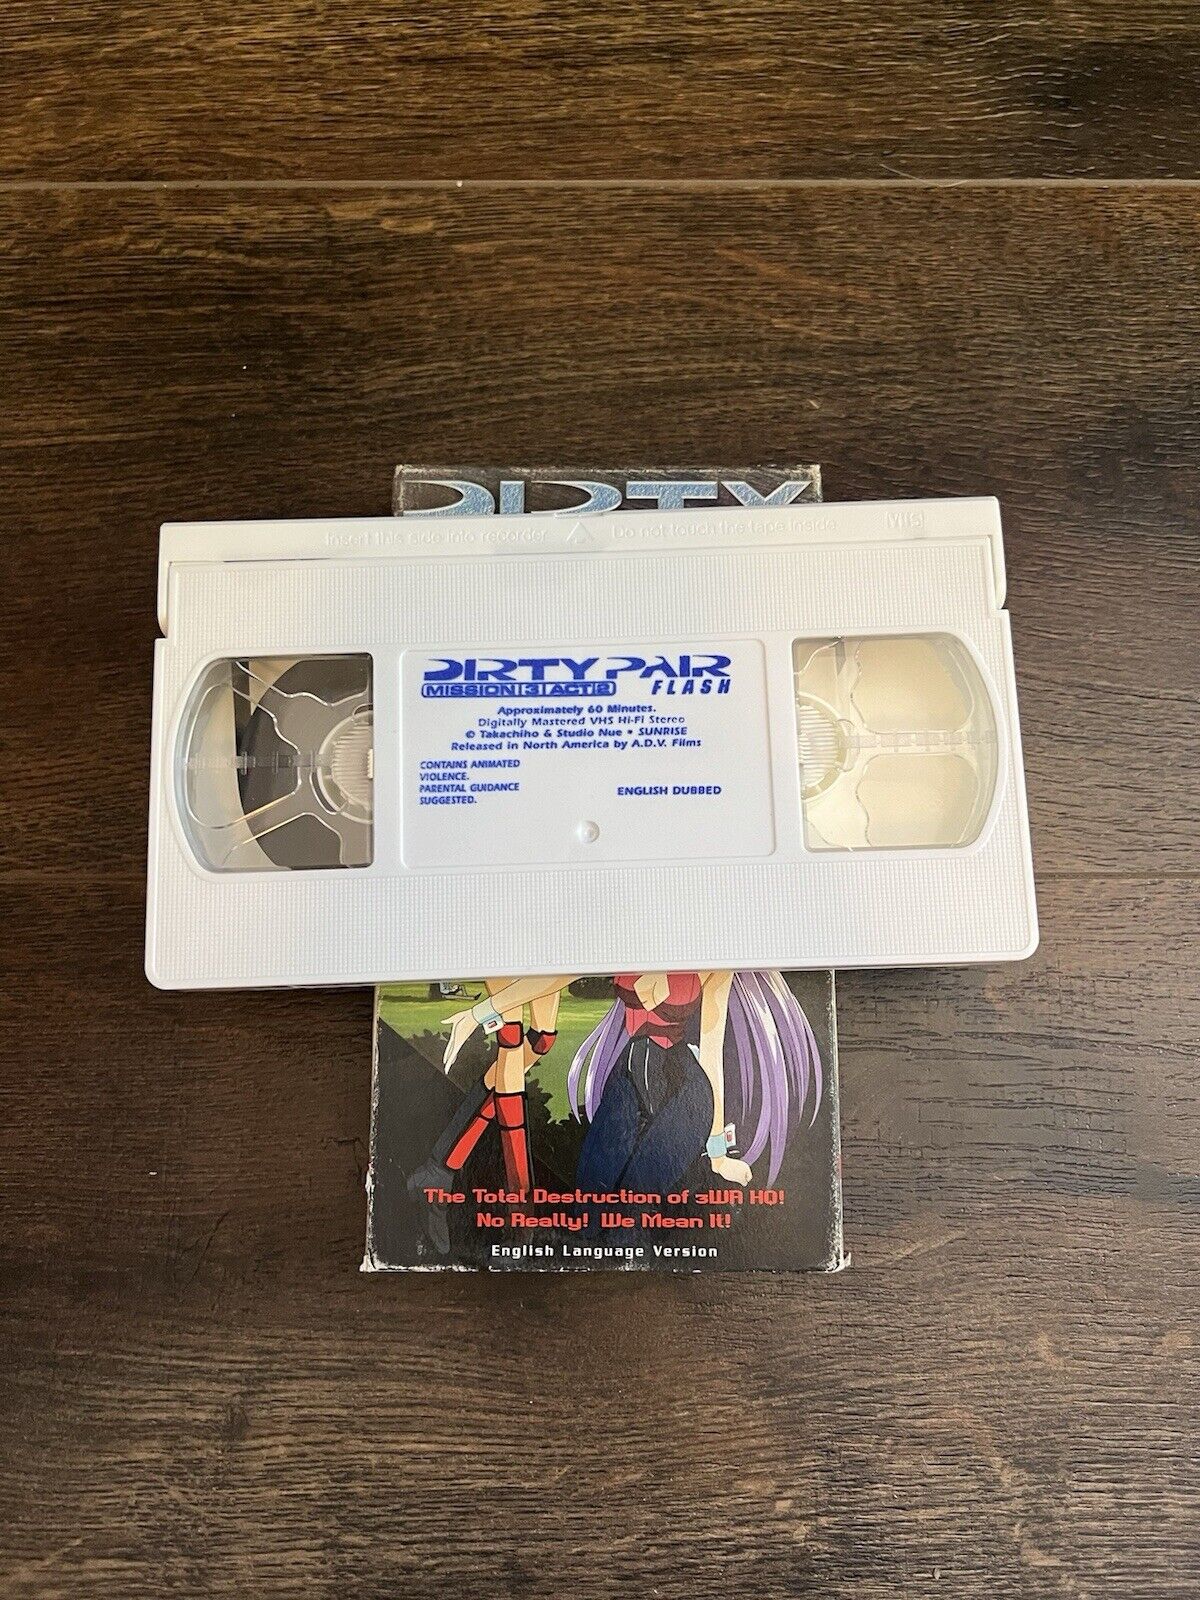 DIRTY
Insert this side into recorder △ Do not touch the tape inside VHS
DIRTY PAIR
MISSION 3 ACT 2 FLASH
Approximately 60 Minutes.
Digitally Mastered VHS Hi-Fi Stereo
© Takachiho & Studio Nue • SUNRISE
Released in North America by A.D.V. Films
CONTAINS ANIMATED
VIOLENCE.
PARENTAL GUIDANCE
SUGGESTED.
ENGLISH DUBBED
The Total Destruction of 3WA HQ!
No Really! We Mean It!
English Language Version